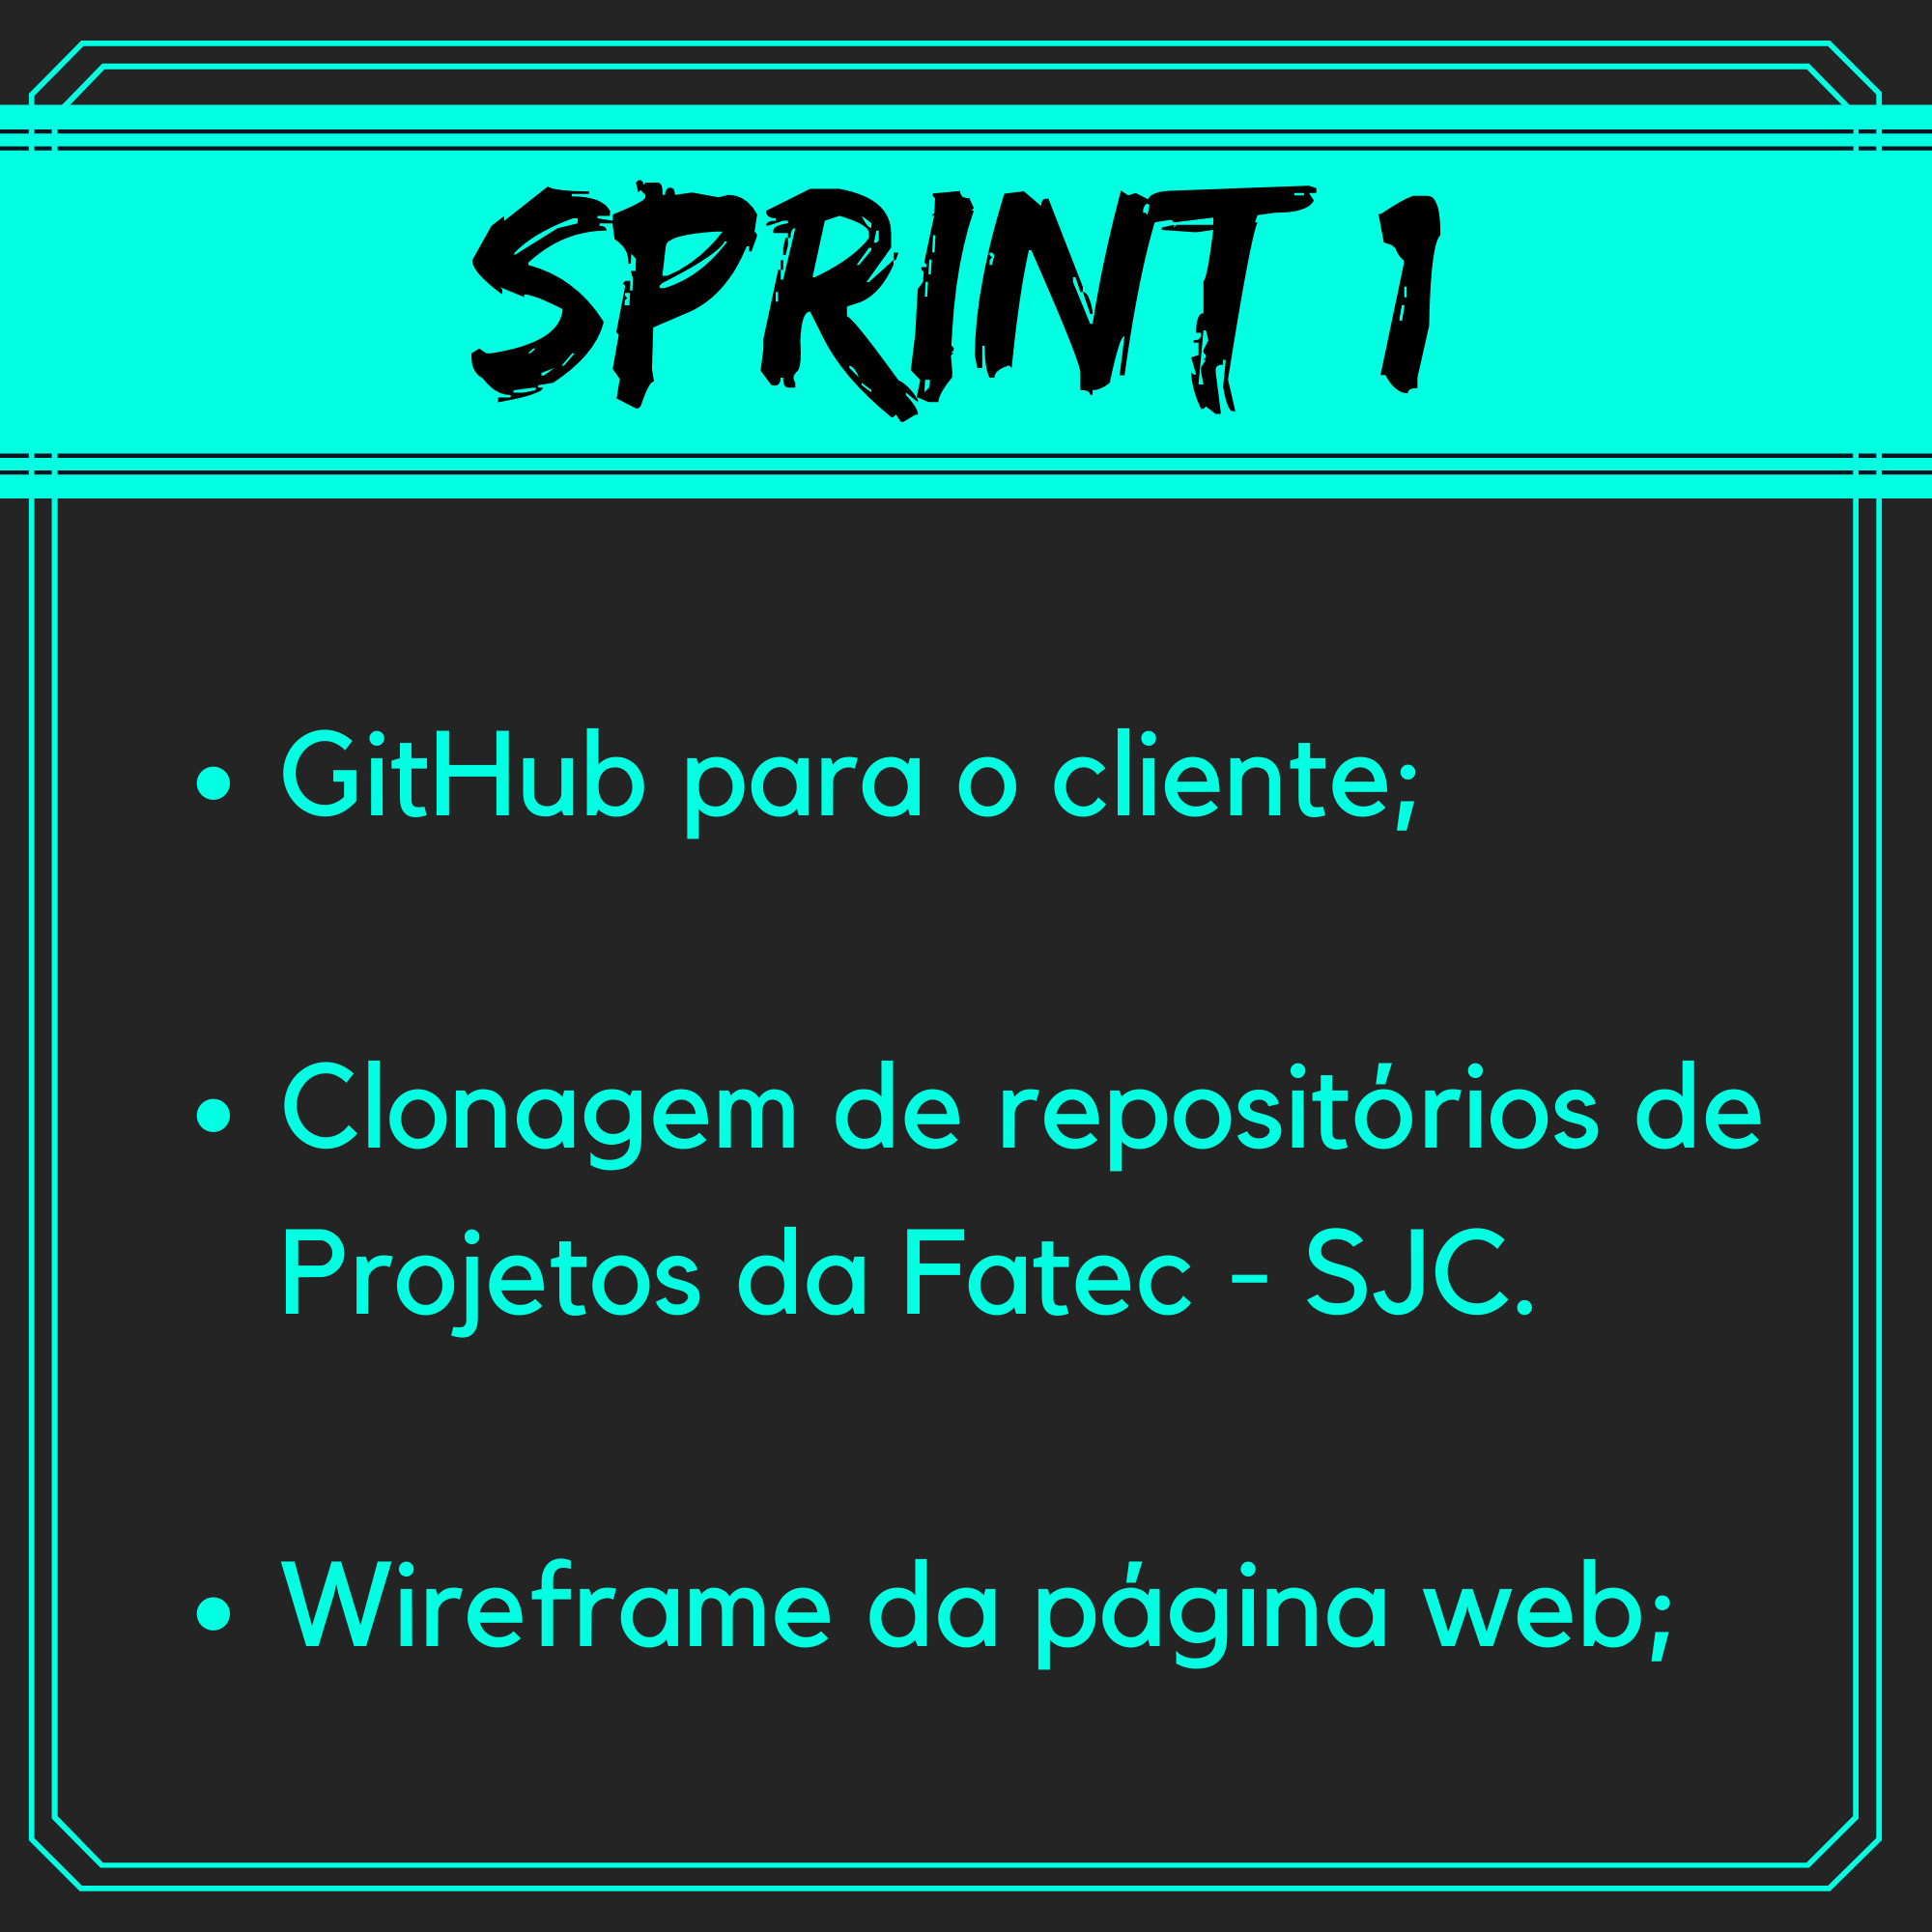 SPRINT 1
• GitHub para o cliente;
• Clonagem de repositórios de
Projetos da Fatec - SJC.
• Wireframe da página web;